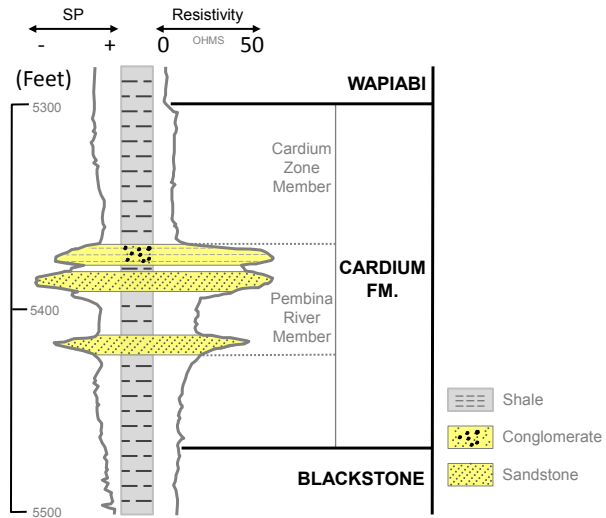 SP
Resistivity
- +
0 OHMS 50
(Feet)
WAPIABI
5300
Cardium
Zone
Member
CARDIUM
FM.
Pembina
River
Member
5400
Shale
Conglomerate
Sandstone
BLACKSTONE
5500